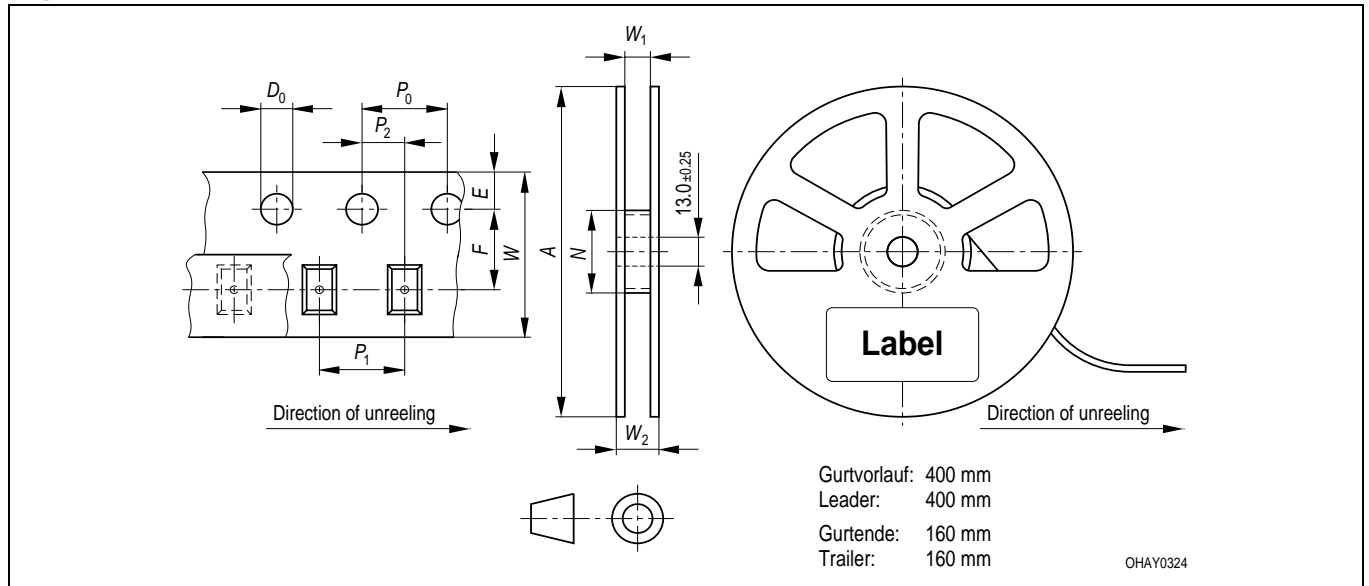 W1
D0
P0
P2
E
F
W
A
N
13.0±0.25
P1
W2
Label
Direction of unreeling
Direction of unreeling
Gurtvorlauf: 400 mm
Leader: 400 mm
Gurtende: 160 mm
Trailer: 160 mm
OHAY0324